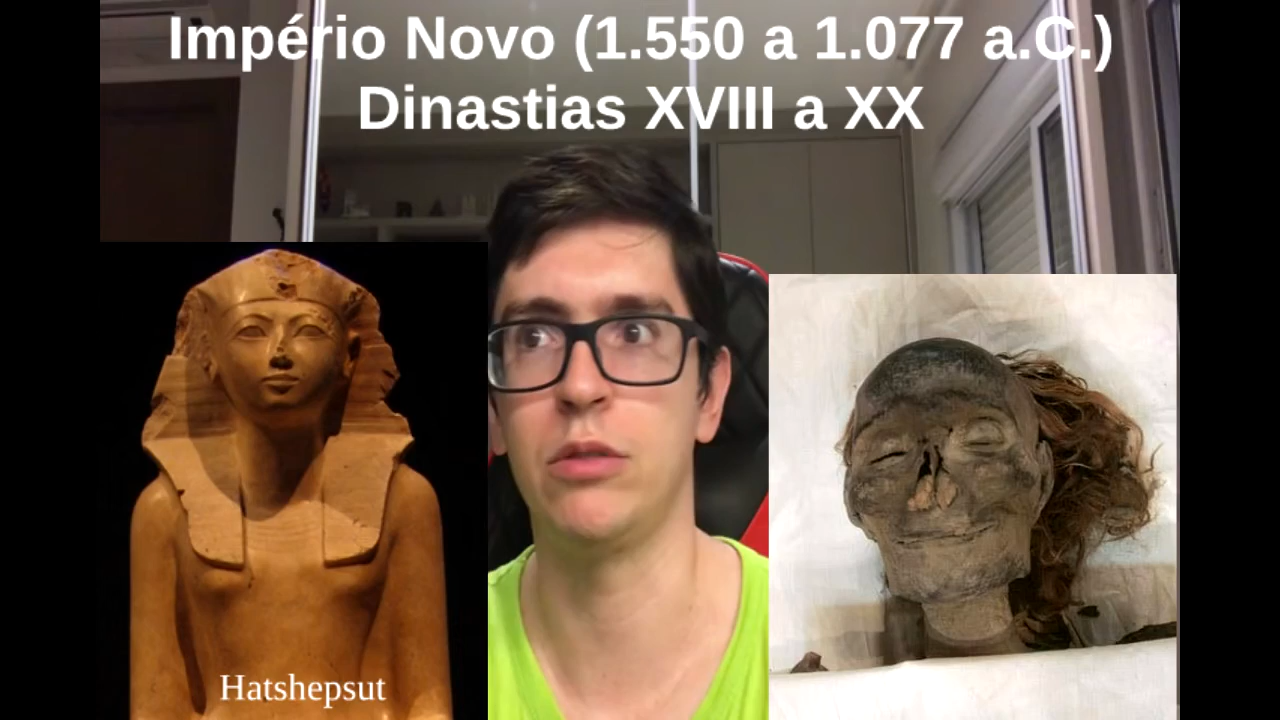 Império Novo (1.550 a 1.077 a.C.)
Dinastias XVIII a XX
Hatshepsut